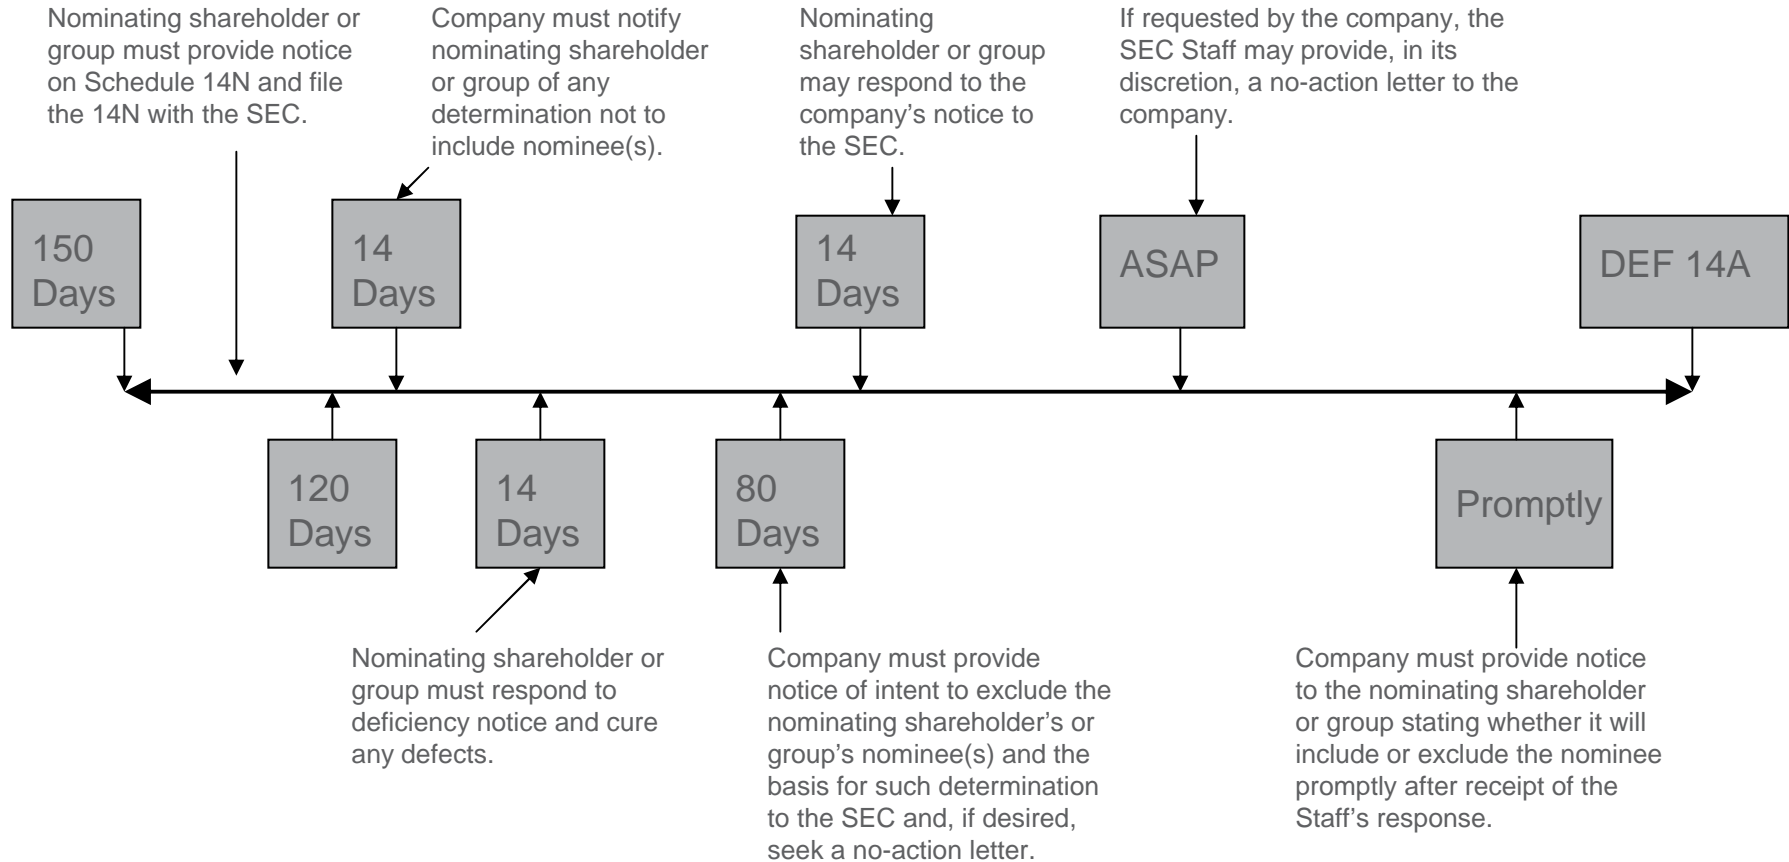 Nominating shareholder or
group must provide notice
on Schedule 14N and file
the 14N with the SEC.
Company must notify
nominating shareholder
or group of any
determination not to
include nominee(s).
Nominating
shareholder or group
may respond to the
company’s notice to
the SEC.
If requested by the company, the
SEC Staff may provide, in its
discretion, a no-action letter to the
company.
150
Days
14
Days
14
Days
ASAP
DEF 14A
120
Days
14
Days
80
Days
Promptly
Nominating shareholder or
group must respond to
deficiency notice and cure
any defects.
Company must provide
notice of intent to exclude the
nominating shareholder’s or
group’s nominee(s) and the
basis for such determination
to the SEC and, if desired,
seek a no-action letter.
Company must provide notice
to the nominating shareholder
or group stating whether it will
include or exclude the nominee
promptly after receipt of the
Staff’s response.